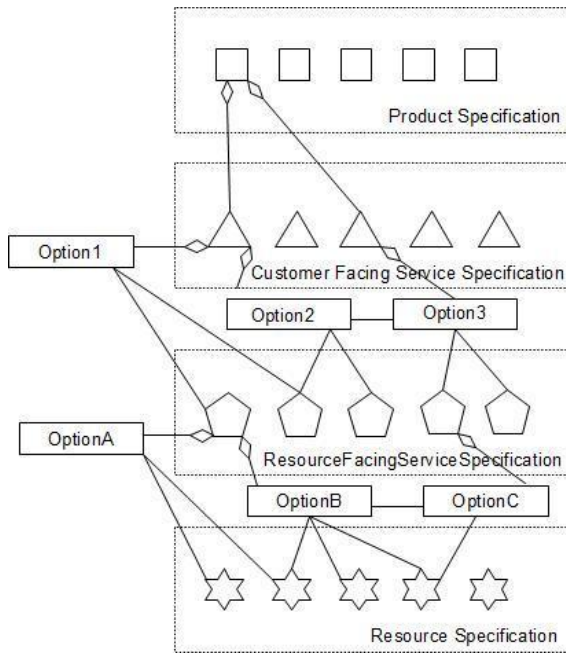 Product Specification
Option1
Customer Facing Service Specification
Option2
Option3
OptionA
ResourceFacingServiceSpecification
OptionB
OptionC
Resource Specification